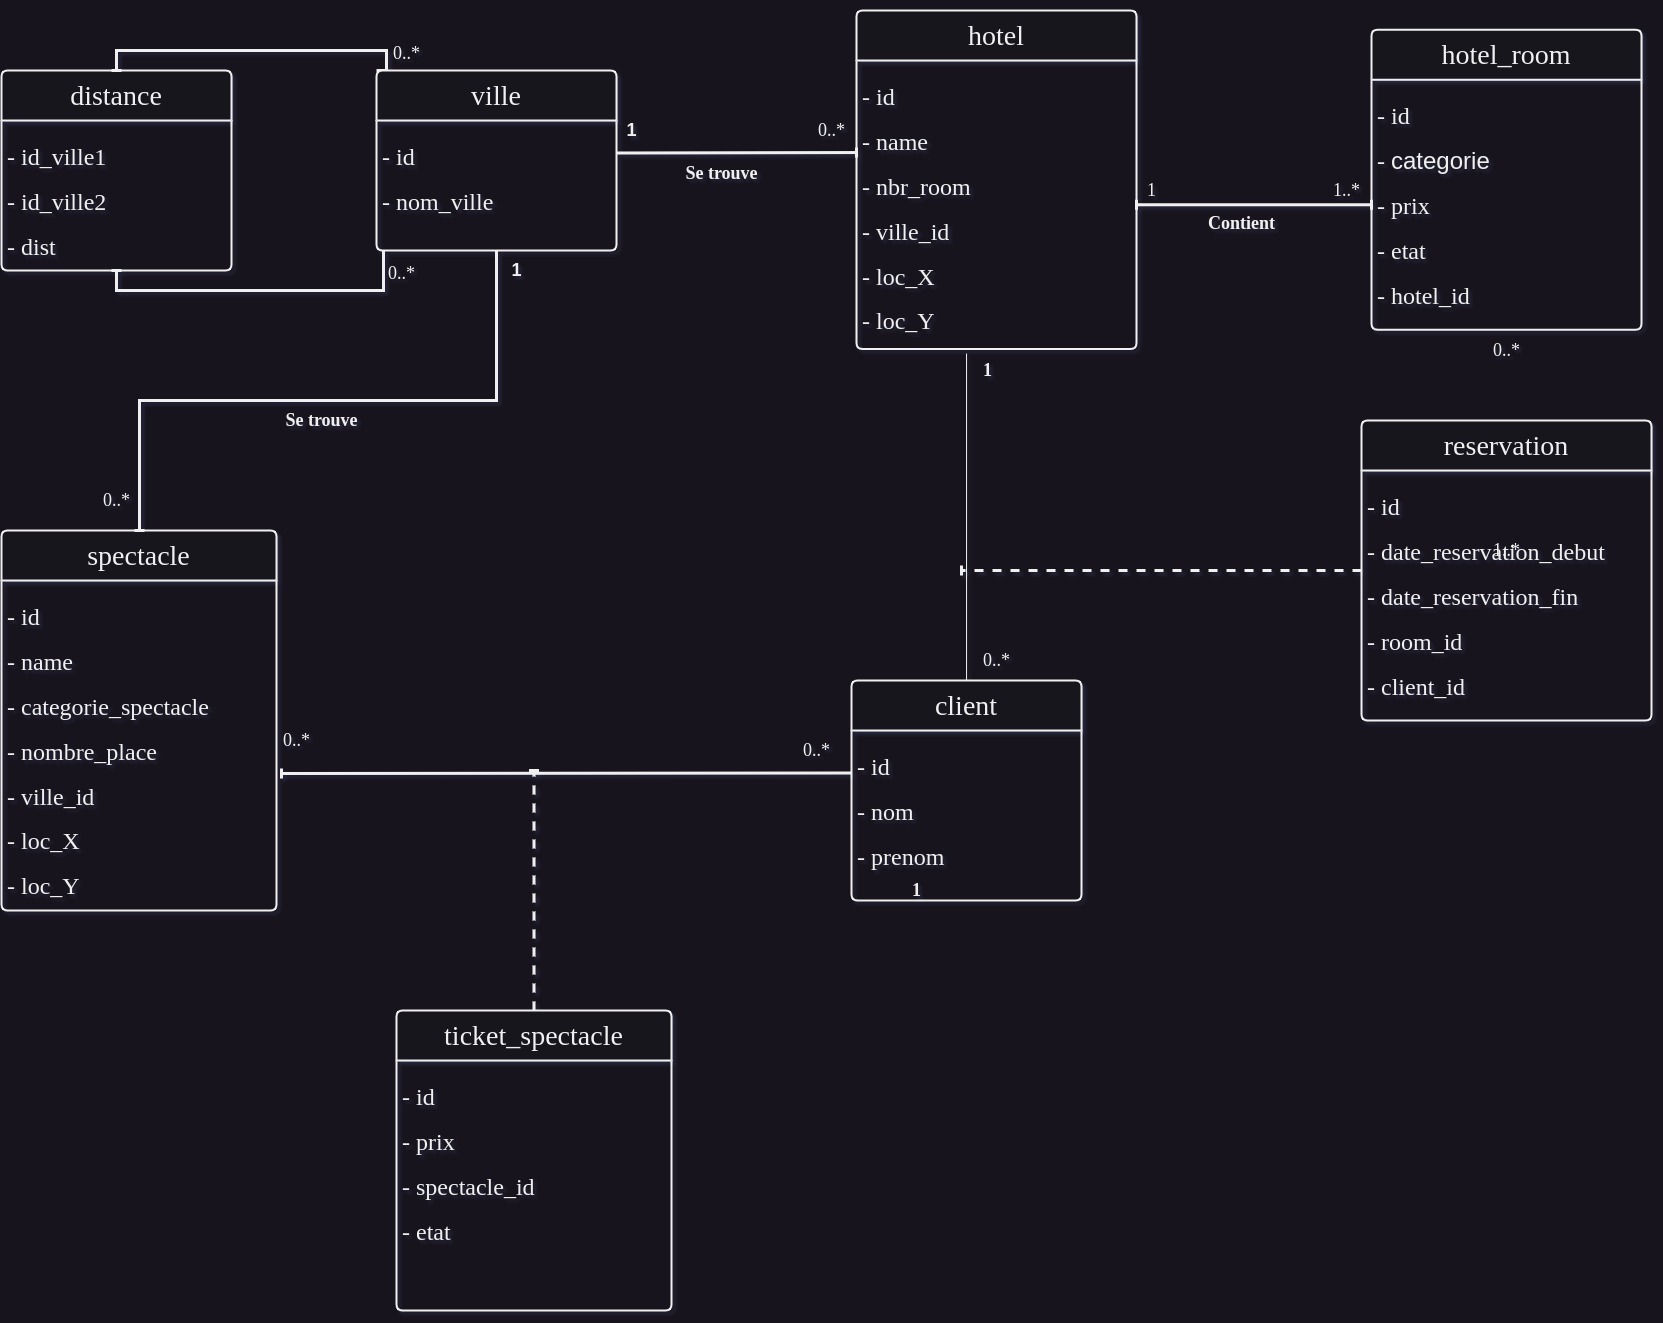 distance
- id_ville1
- id_ville2
- dist
0..*
0..*
ville
- id
- nom_ville
1
0..*
Se trouve
1
Se trouve
0..*
hotel
- id
- name
- nbr_room
- ville_id
- loc_X
- loc_Y
1
1..*
Contient
hotel_room
- id
- categorie
- prix
- etat
- hotel_id
0..*
1
0..*
reservation
- id
- date_reservation_debut
1..*
- date_reservation_fin
- room_id
- client_id
spectacle
- id
- name
- categorie_spectacle
- nombre_place
- ville_id
- loc_X
- loc_Y
0..*
0..*
client
- id
- nom
- prenom
1
ticket_spectacle
- id
- prix
- spectacle_id
- etat